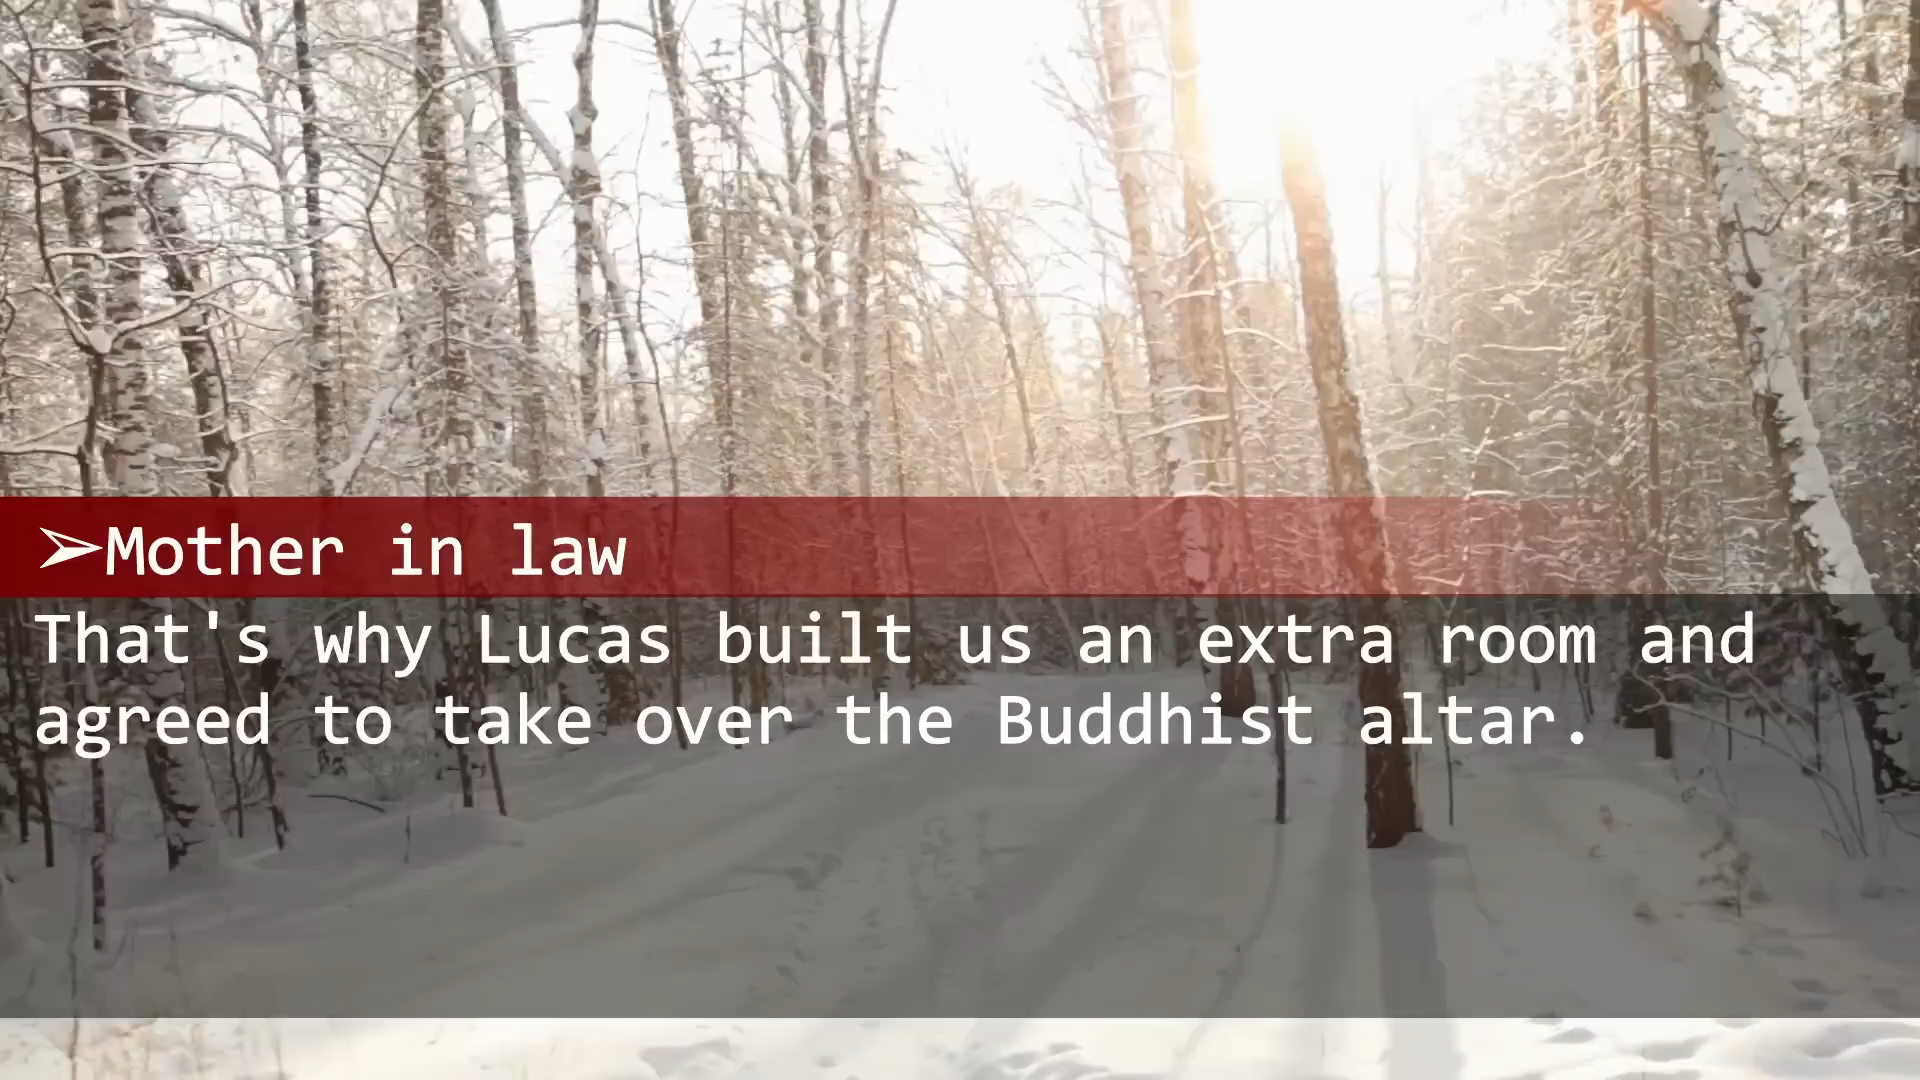 ➢Mother in law
That's why Lucas built us an extra room and
agreed to take over the Buddhist altar.